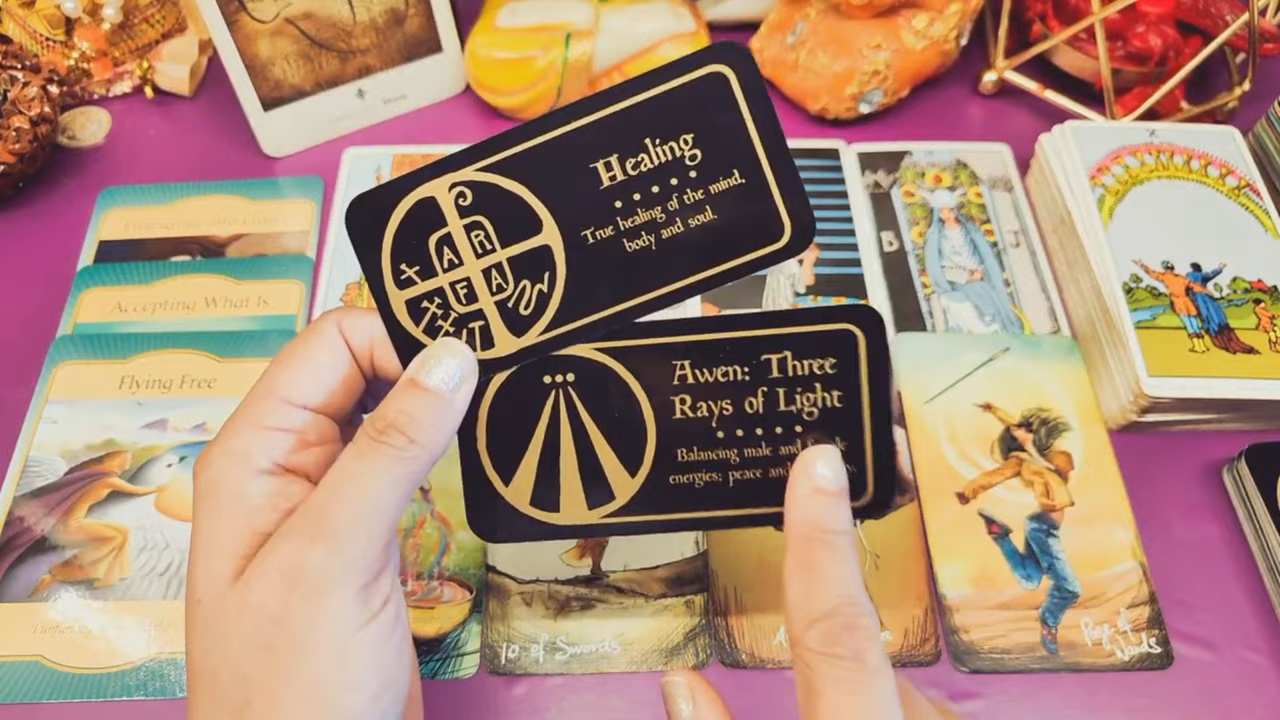 Healing
True healing of the mind,
body and soul.
A R
F A
IT
Awen: Three
Rays of Light
Balancing male and
energies; peace and
Accepting What Is
Flying Free
B
J
X
10 of Swords
Page of
Wands